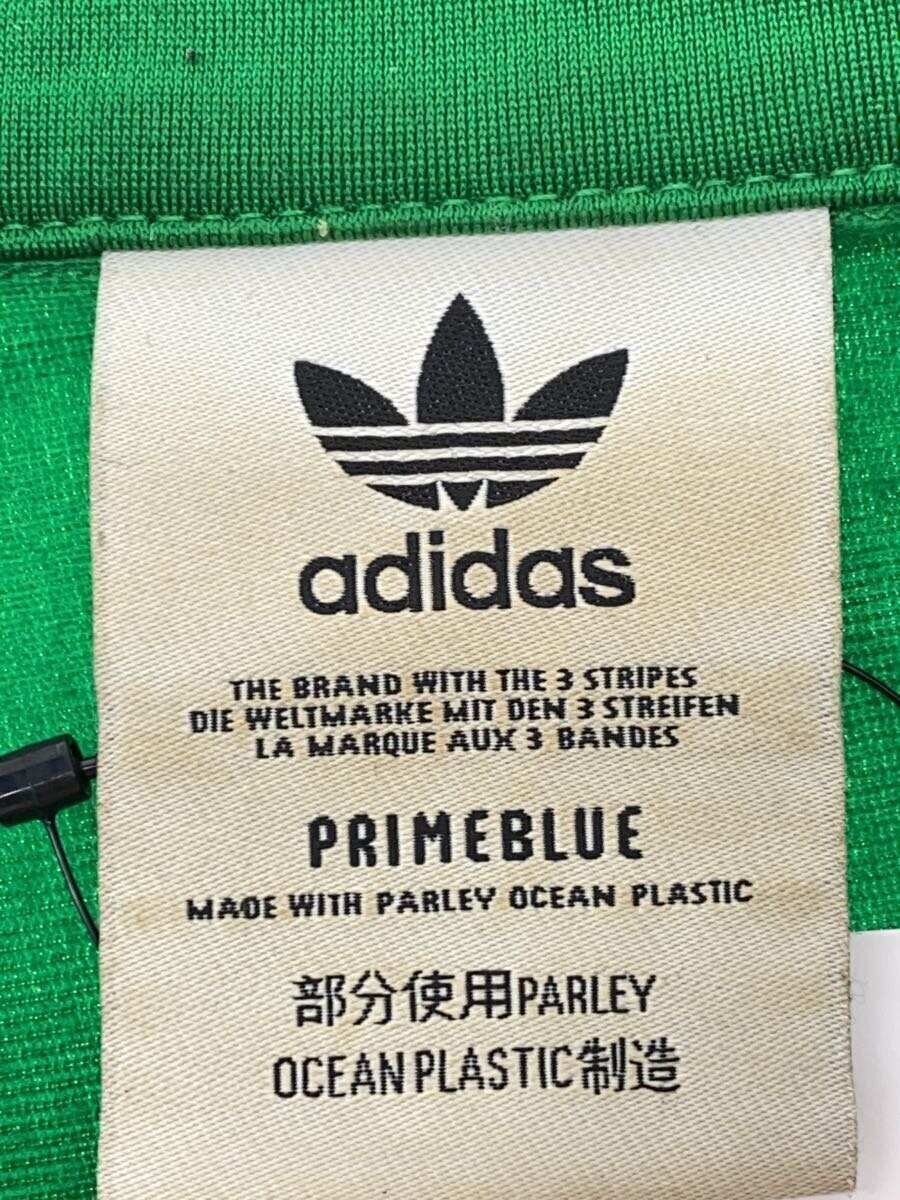 adidas
THE BRAND WITH THE 3 STRIPES
DIE WELTMARKE MIT DEN 3 STREIFEN
LA MARQUE AUX 3 BANDES
PRIMEBLUE
MADE WITH PARLEY OCEAN PLASTIC
部分使用PARLEY
OCEAN PLASTIC制造